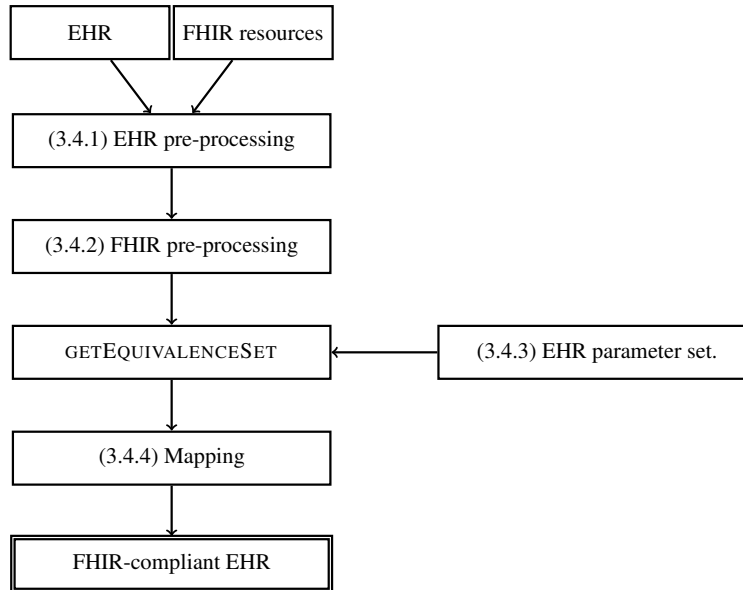 EHR
FHIR resources
(3.4.1) EHR pre-processing
(3.4.2) FHIR pre-processing
GETEQUIVALENCESET
(3.4.3) EHR parameter set.
(3.4.4) Mapping
FHIR-compliant EHR